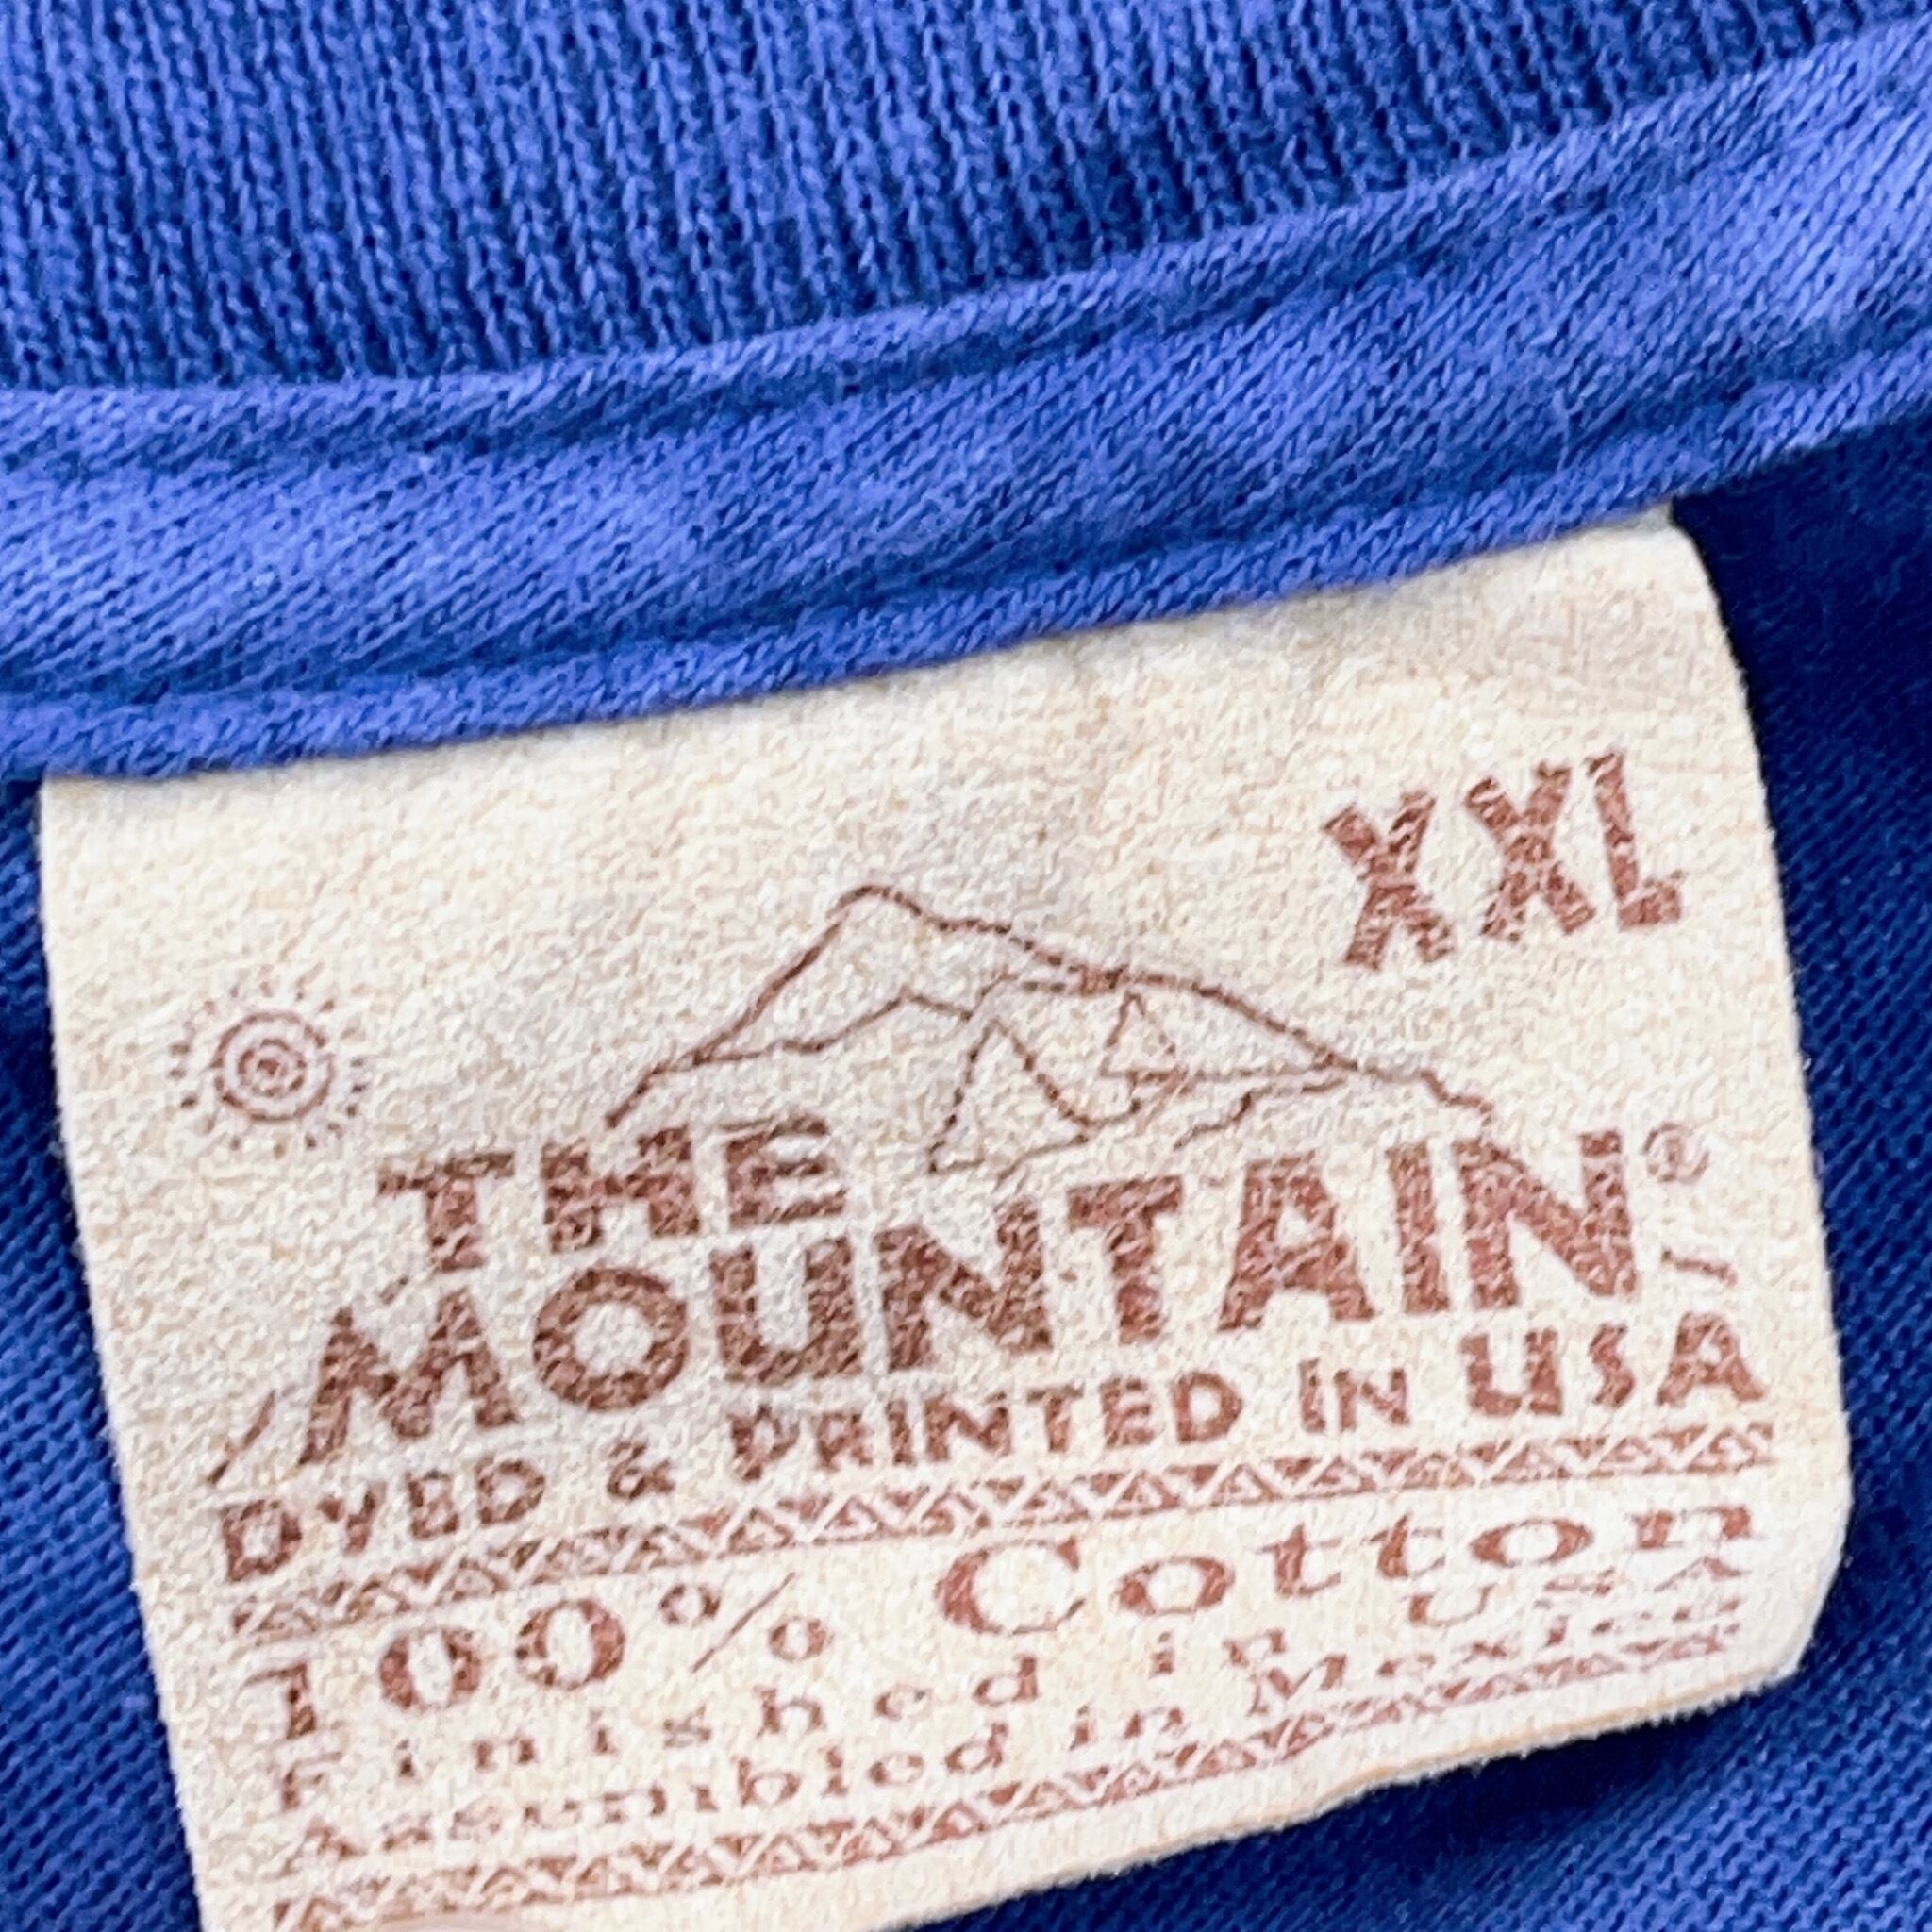 XXL
THE
MOUNTAIN®
DYED & PRINTED IN USA
100% Cotton
Finished in USA
Assembled in Mexico